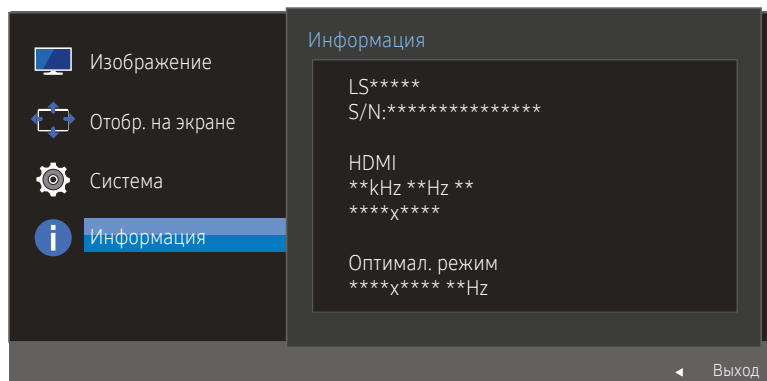 Изображение
Отобр. на экране
Система
Информация
Информация
LS*****
S/N:***************
HDMI
**kHz **Hz **
****x****
Оптимал. режим
****x**** **Hz
Выход